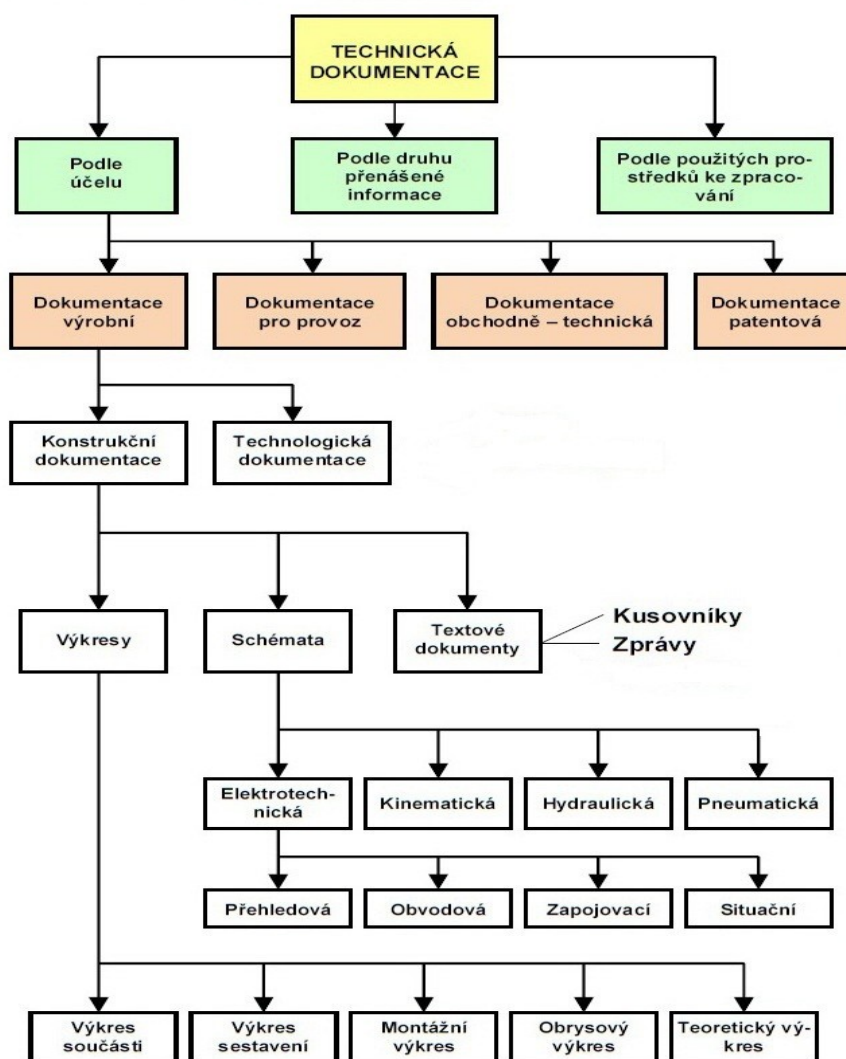 TECHNICKÁ
DOKUMENTACE
Podle
účelu
Podle druhu
přenášené
informace
Podle použitých pro-
středků ke zpraco-
vání
Dokumentace
výrobní
Dokumentace
pro provoz
Dokumentace
obchodně – technická
Dokumentace
patentová
Konstrukční
dokumentace
Technologická
dokumentace
Výkresy
Schémata
Textové
dokumenty
Kusovníky
Zprávy
Elektrotech-
nická
Kinematická
Hydraulická
Pneumatická
Přehledová
Obvodová
Zapojovací
Situační
Výkres
součásti
Výkres
sestavení
Montážní
výkres
Obrysový
výkres
Teoretický vý-
kres